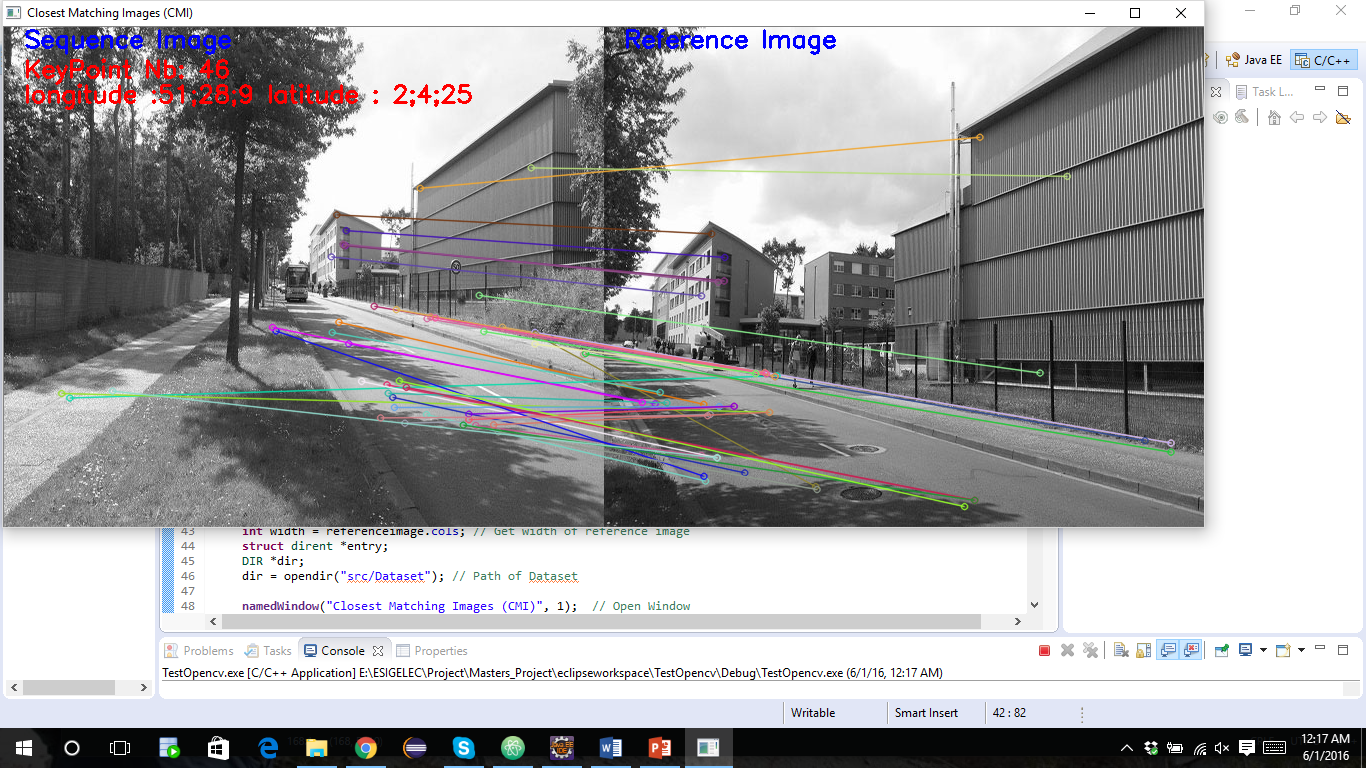 Closest Matching Images (CMI)
Sequence Image
Reference Image
KeyPoint Nb: 46
longitude :51;28;9 latitude : 2;4;25
Java EE
C/C++
Task L...
43 int width = referenceimage.cols; // Get width of reference image
44 struct dirent *entry;
45 DIR *dir;
46 dir = opendir("src/Dataset"); // Path of Dataset
47
48 namedWindow("Closest Matching Images (CMI)", 1); // Open Window
Problems Tasks Console Properties
TestOpencv.exe [C/C++ Application] E:\ESIGELEC\Project\Masters_Project\eclipseworkspace\TestOpencv\Debug\TestOpencv.exe (6/1/16, 12:17 AM)
Writable Smart Insert 42 : 82
12:17 AM
6/1/2016